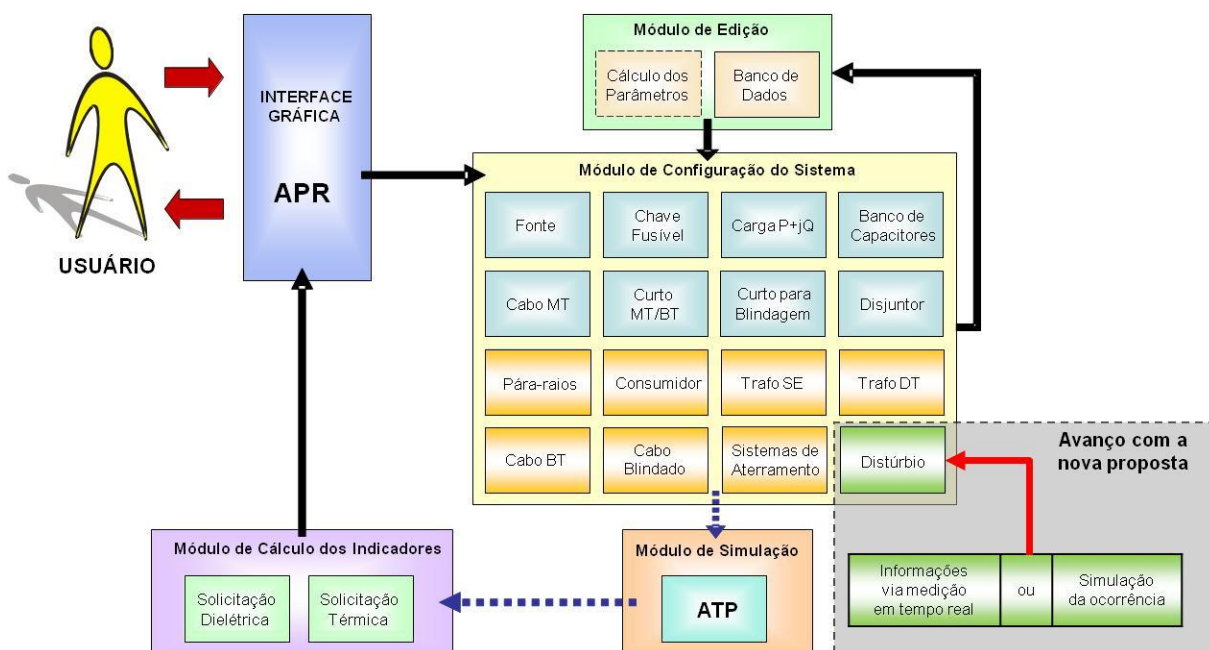 USUÁRIO
INTERFACE
GRÁFICA
APR
Módulo de Edição
Cálculo dos
Parâmetros
Banco de
Dados
Módulo de Configuração do Sistema
Fonte
Chave
Fusível
Carga P+jQ
Banco de
Capacitores
Cabo MT
Curto
MT/BT
Curto para
Blindagem
Disjuntor
Pára-raios
Consumidor
Trafo SE
Trafo DT
Cabo BT
Cabo
Blindado
Sistemas de
Aterramento
Distúrbio
Avanço com a
nova proposta
Informações
via medição
em tempo real
ou
Simulação
da ocorrência
Módulo de Simulação
ATP
Módulo de Cálculo dos Indicadores
Solicitação
Dielétrica
Solicitação
Térmica